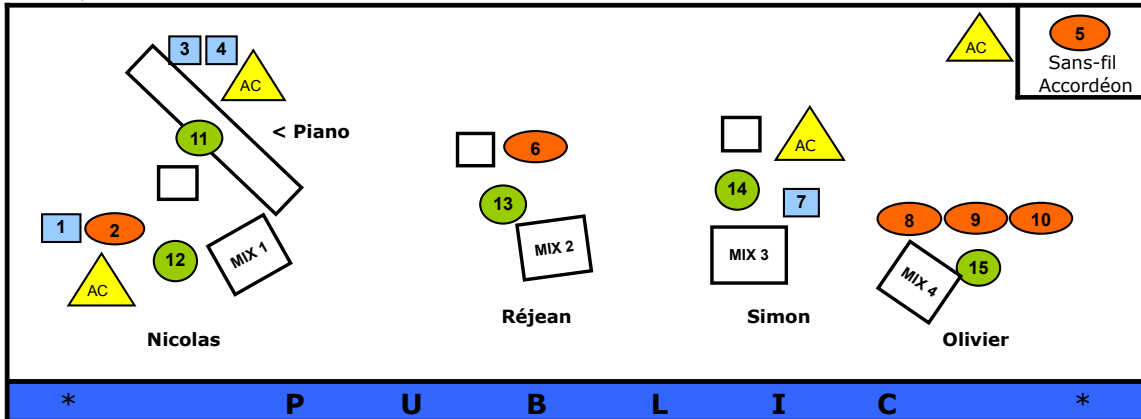 3 4
AC
AC
5
Sans-fil
Accordéon
11
< Piano
6
14
AC
13
7
1 2
12
MIX 1
AC
MIX 2
MIX 3
8 9 10
MIX 4
15
Nicolas
Réjean
Simon
Olivier
* P U B L I C *